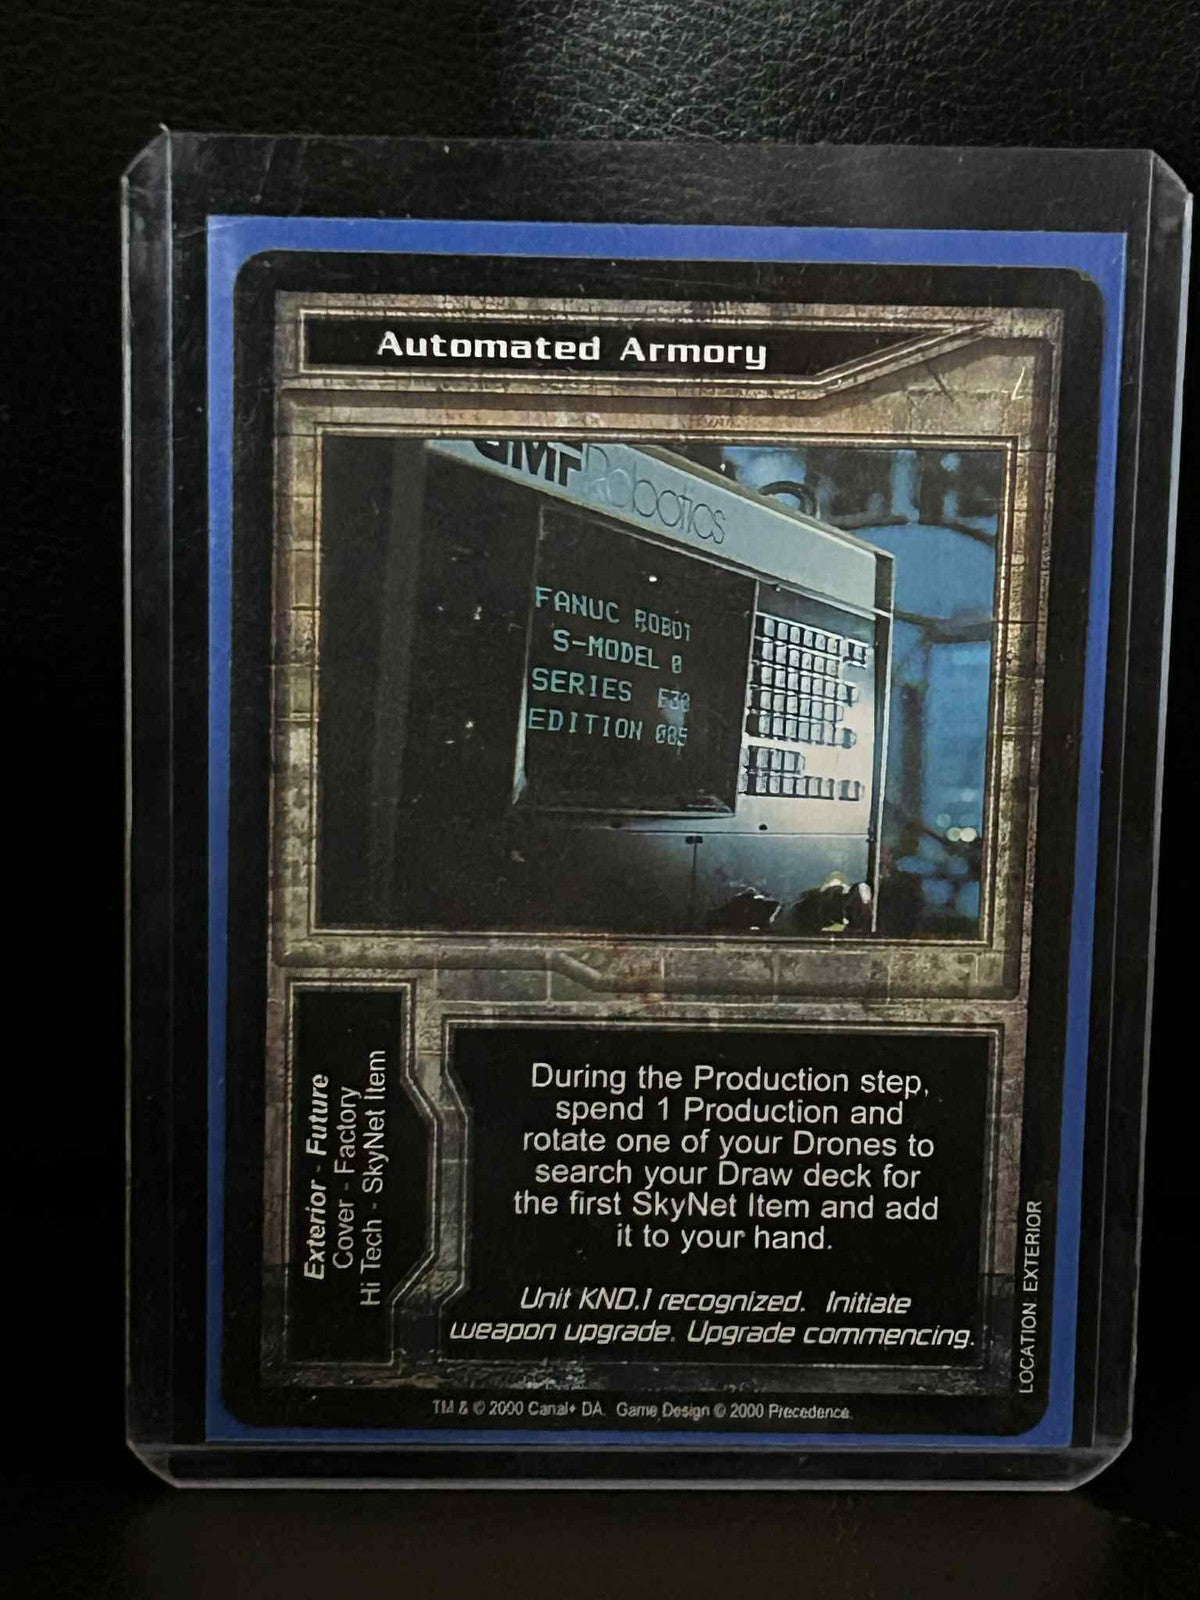 Automated Armory
GMF Robotics
FANUC ROBOT
S-MODEL 0
SERIES
EDITION 085
Exterior - Future
Cover - Factory
Hi Tech - SkyNet Item
During the Production step,
spend 1 Production and
rotate one of your Drones to
search your Draw deck for
the first SkyNet Item and add
it to your hand.
Unit KND.1 recognized. Initiate
weapon upgrade. Upgrade commencing.
LOCATION: EXTERIOR
TM & © 2000 Canal+ DA. Game Design © 2000 Precedence.